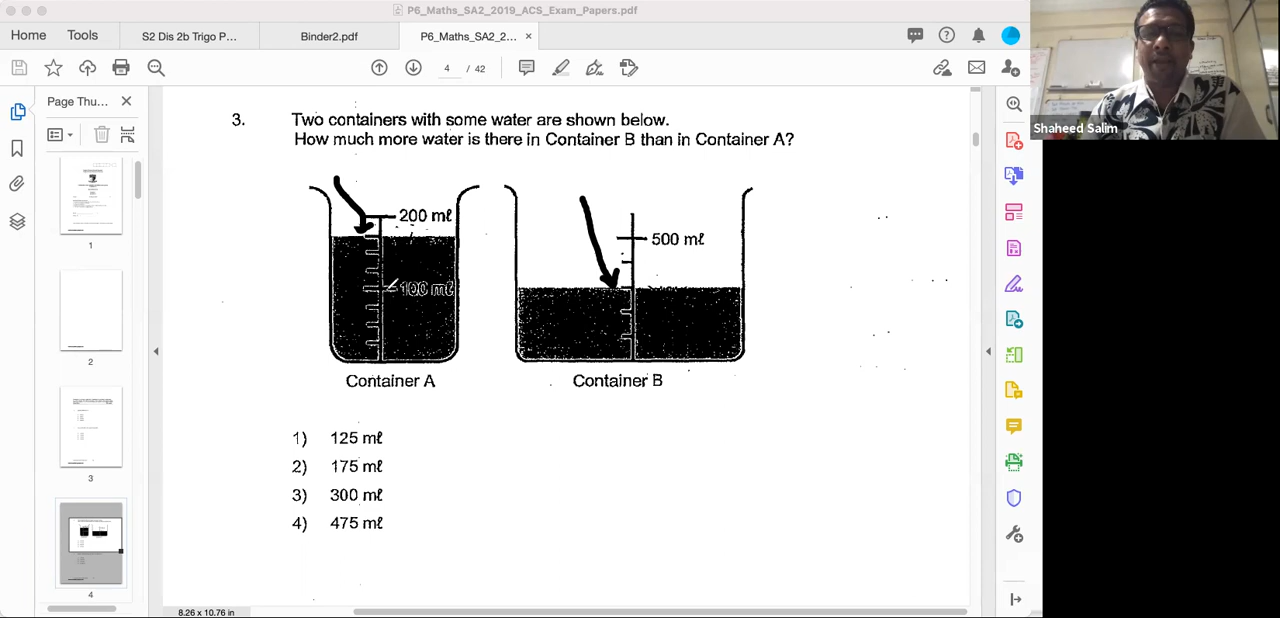 P6_Maths_SA2_2019_ACS_Exam_Papers.pdf
Home
Tools
S2 Dis 2b Trigo P...
Binder2.pdf
P6_Maths_SA2_2... ×
4 / 42
Page Thu...
Shaheed Salim
3. Two containers with some water are shown below.
How much more water is there in Container B than in Container A?
200 mℓ
100 mℓ
500 mℓ
Container A
Container B
1) 125 mℓ
2) 175 mℓ
3) 300 mℓ
4) 475 mℓ
1
2
3
4
8.26 x 10.76 in